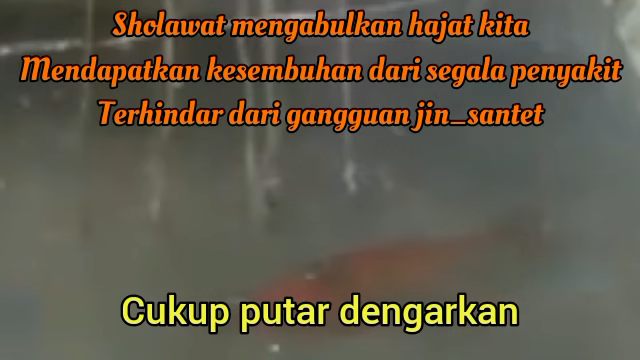 Sholawat mengabulkan hajat kita
Mendapatkan kesembuhan dari segala penyakit
Terhindar dari gangguan jin_santet
Cukup putar dengarkan